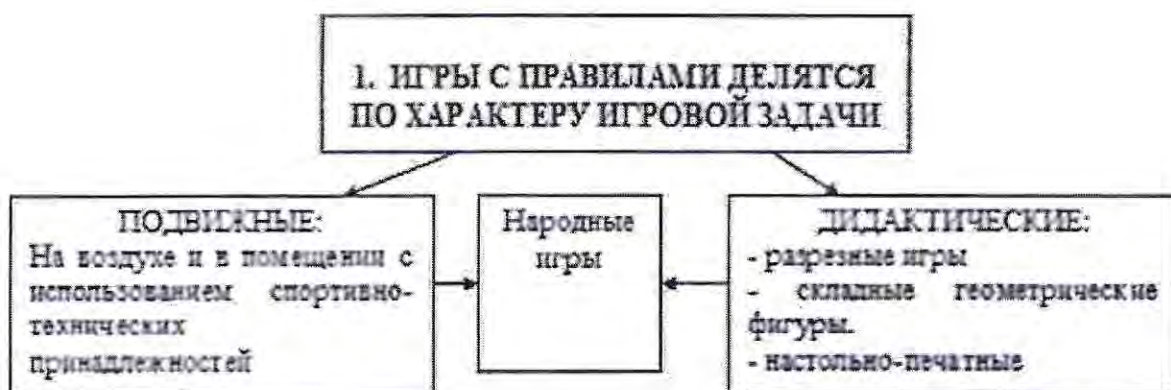 1. ИГРЫ С ПРАВИЛАМИ ДЕЛЯТСЯ
ПО ХАРАКТЕРУ ИГРОВОЙ ЗАДАЧИ
ПОДВИЖНЫЕ:
На воздухе и в помещении с
использованием спортивно-
технических
принадлежностей
Народные
игры
ДИДАКТИЧЕСКИЕ:
- разрезные игры
- складные геометрические
фигуры.
- настольно-печатные